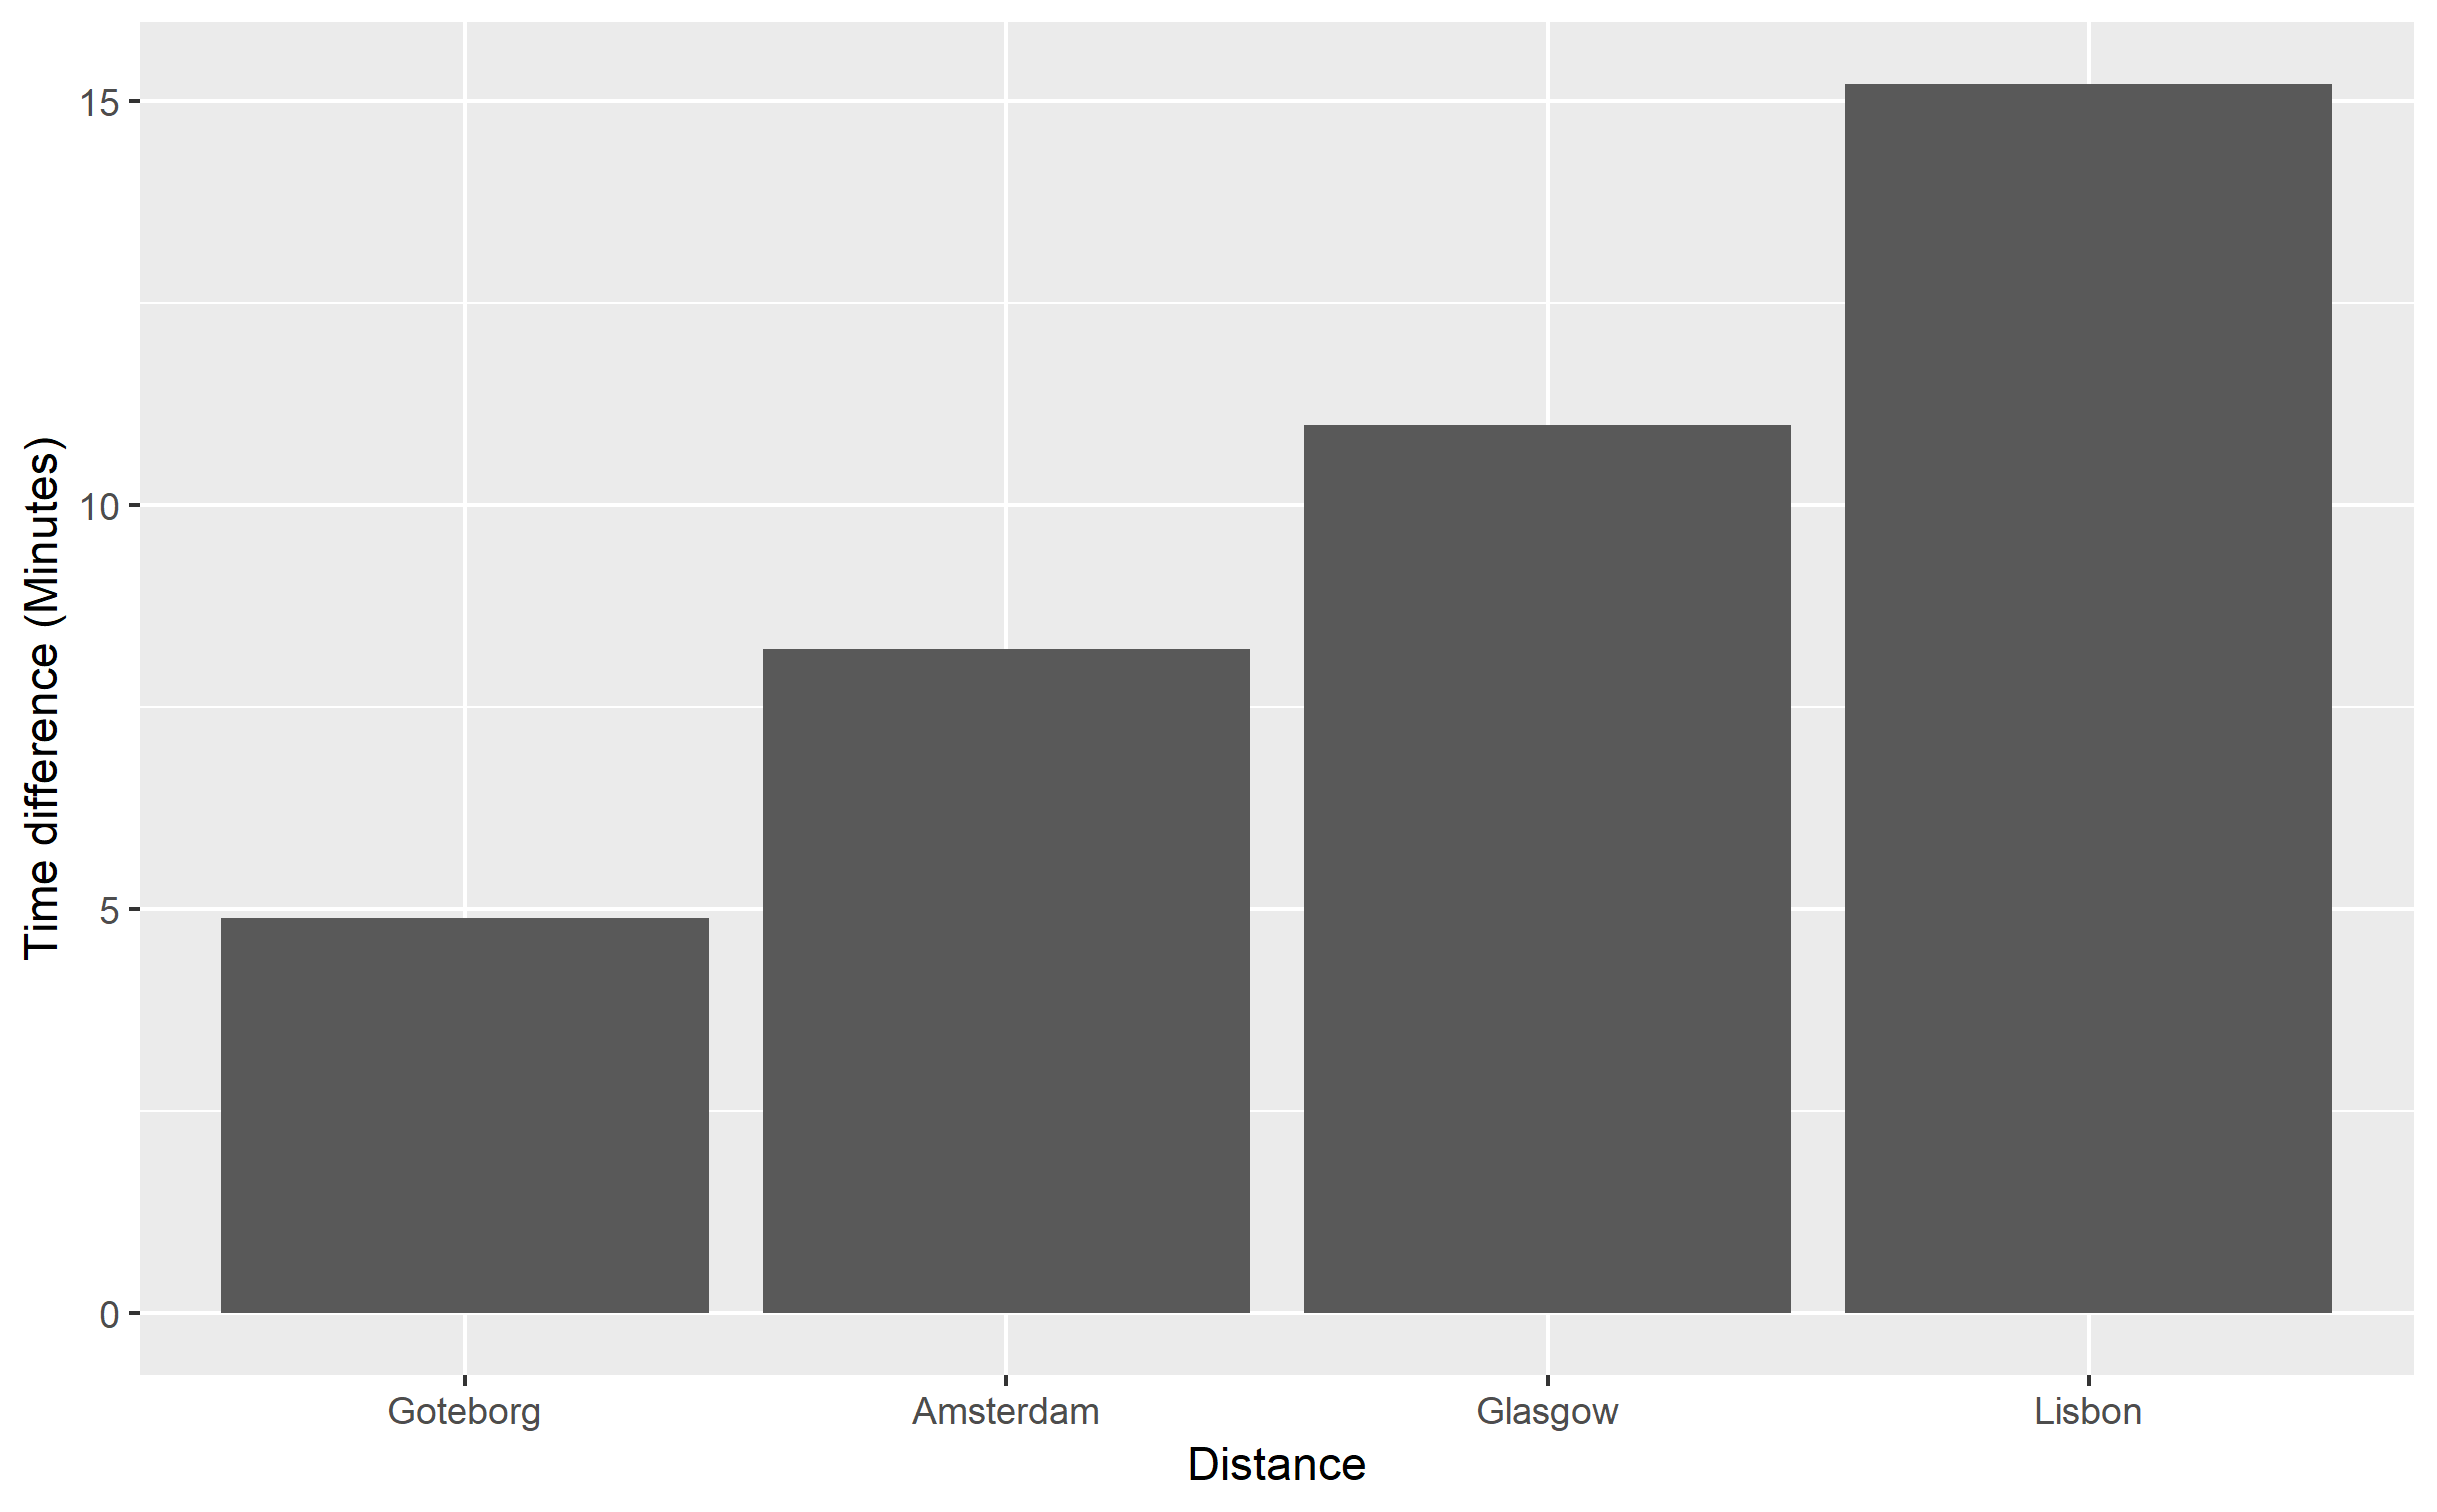 Time difference (Minutes)
15
10
5
0
Goteborg
Amsterdam
Glasgow
Lisbon
Distance